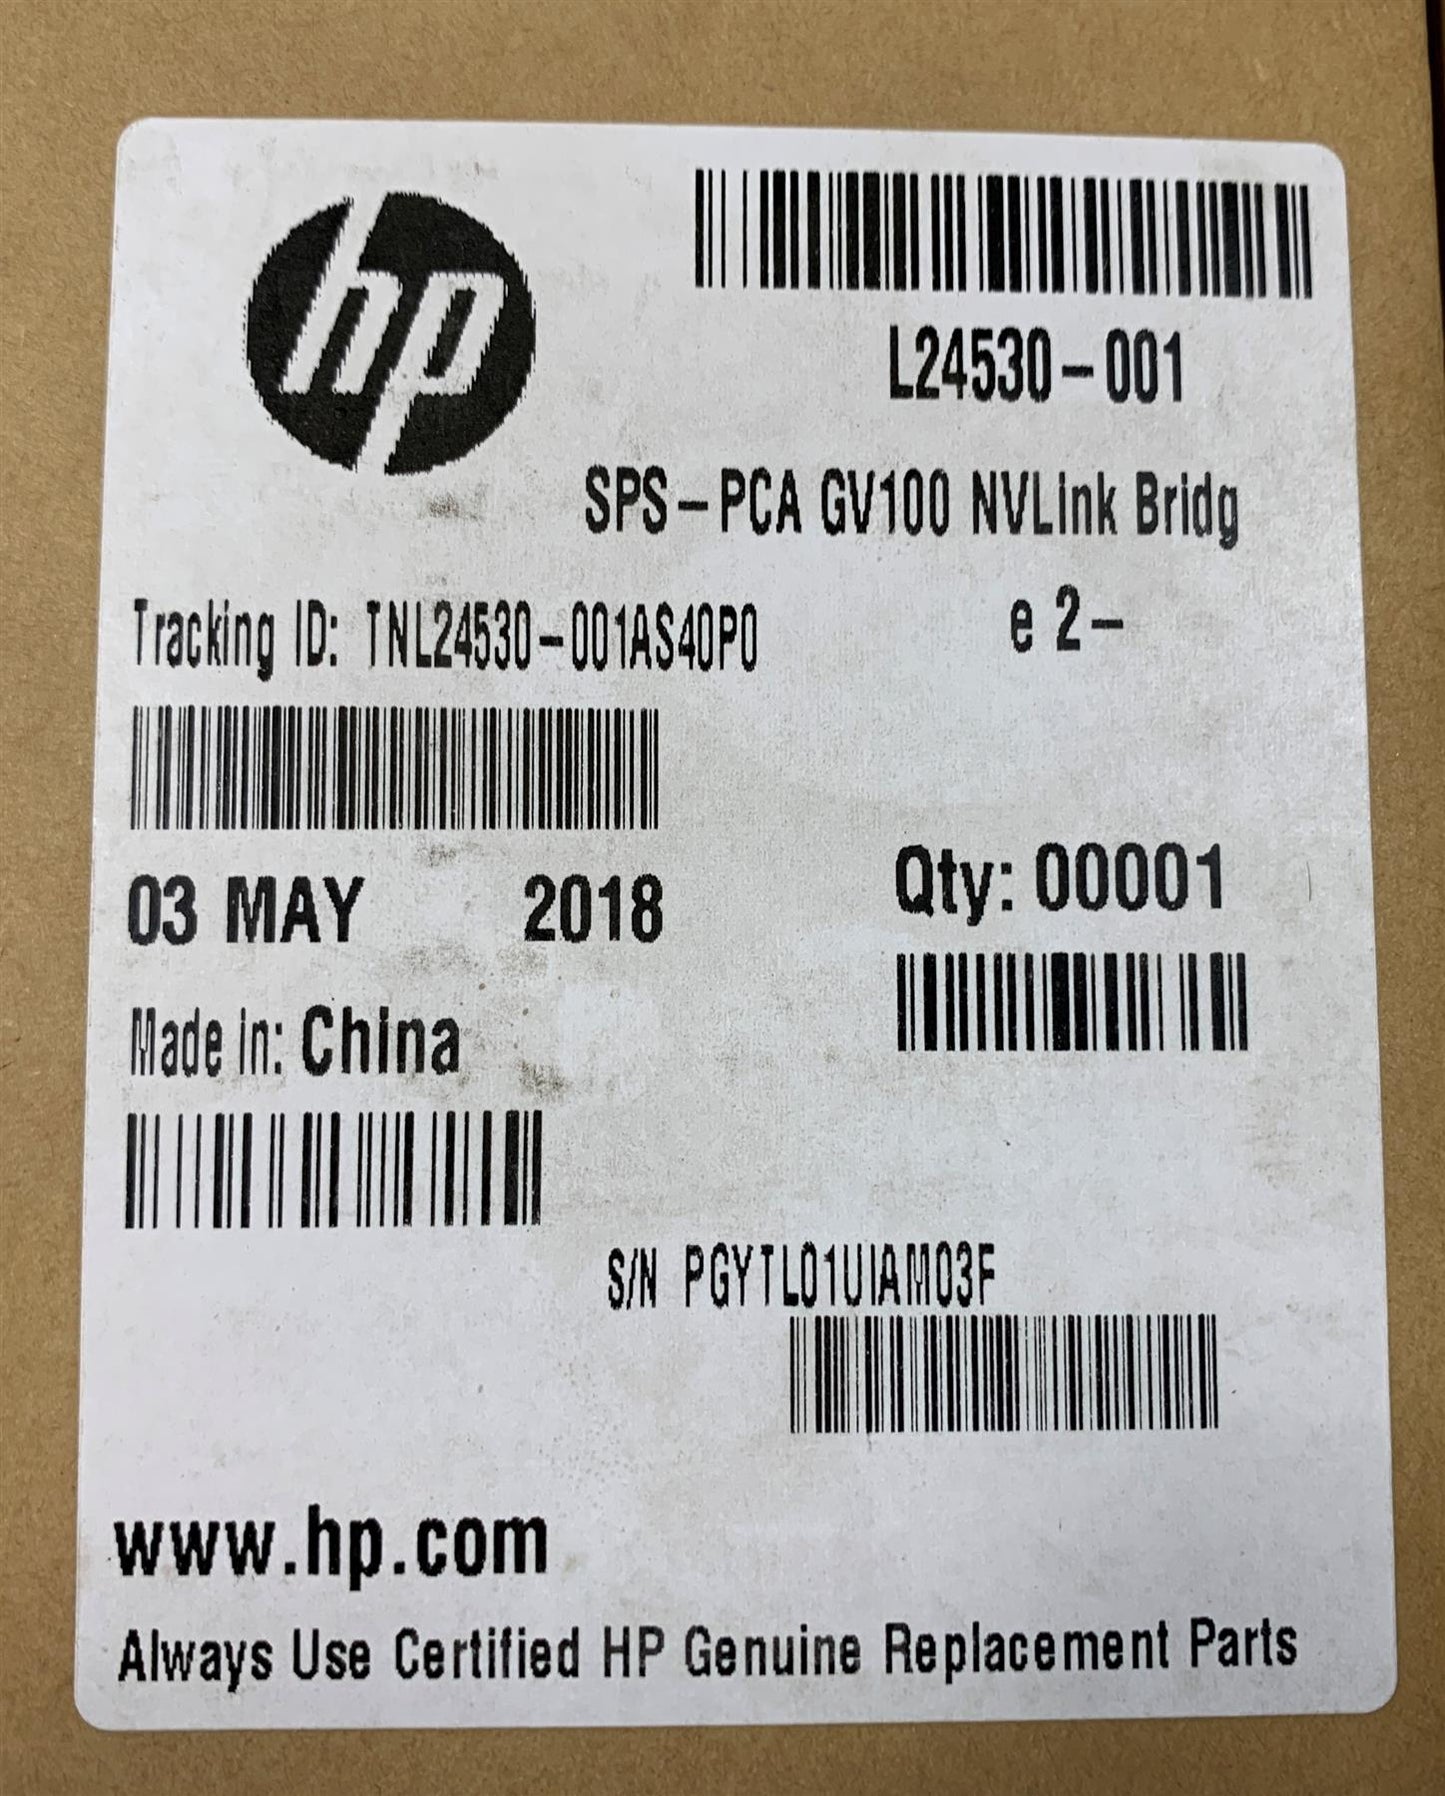 hp
L24530-001
SPS-PCA GV100 NVLink Bridg
e 2-
Tracking ID: TNL24530-001AS40P0
03 MAY 2018
Qty: 00001
Made in: China
S/N PGYTL01UIAM03F
www.hp.com
Always Use Certified HP Genuine Replacement Parts